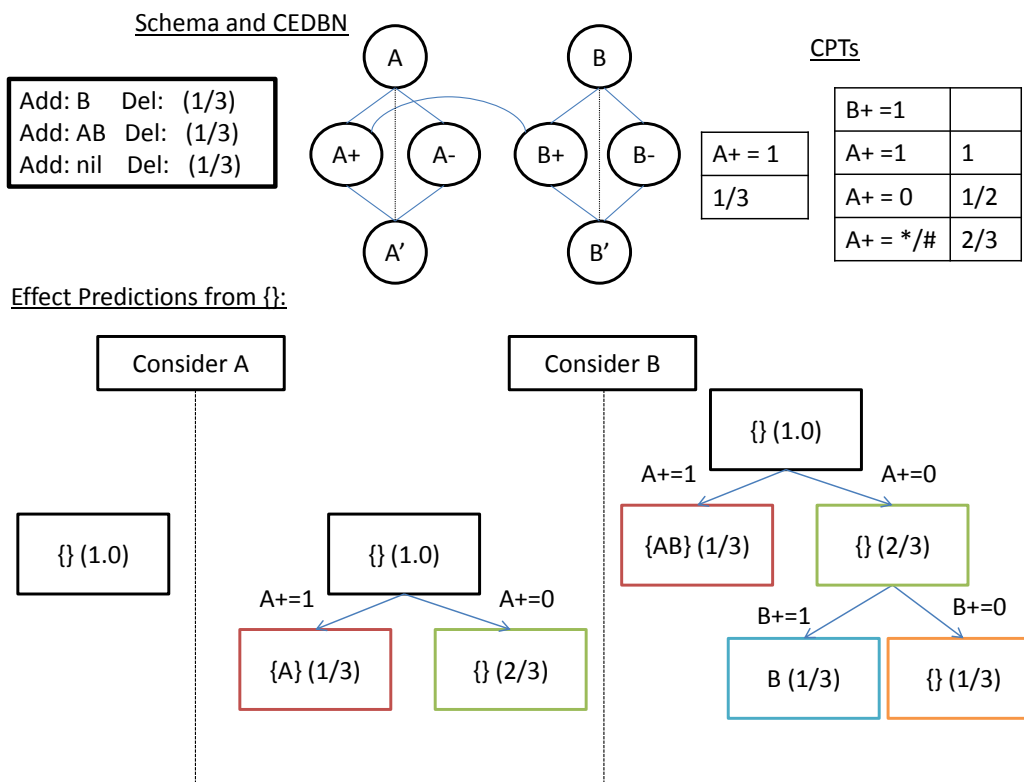 Schema and CEDBN
Add: B Del: (1/3)
Add: AB Del: (1/3)
Add: nil Del: (1/3)
A
B
A+
A-
B+
B-
A’
B’
CPTs
A+ = 1
1/3
B+ =1
A+ =1 1
A+ = 0 1/2
A+ = */# 2/3
Effect Predictions from {}:
Consider A
Consider B
{} (1.0)
{} (1.0)
A+=1 A+=0
{A} (1/3) {} (2/3)
{} (1.0)
A+=1 A+=0
{AB} (1/3) {} (2/3)
B+=1 B+=0
B (1/3) {} (1/3)